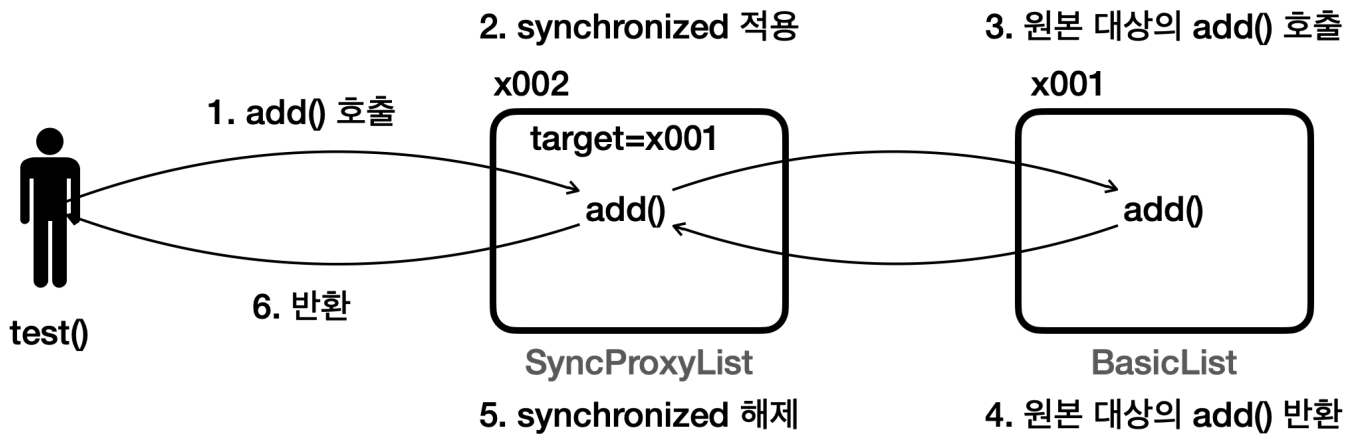 2. synchronized 적용
3. 원본 대상의 add() 호출
x002
x001
1. add() 호출
target=x001
add()
add()
6. 반환
test()
SyncProxyList
BasicList
5. synchronized 해제
4. 원본 대상의 add() 반환